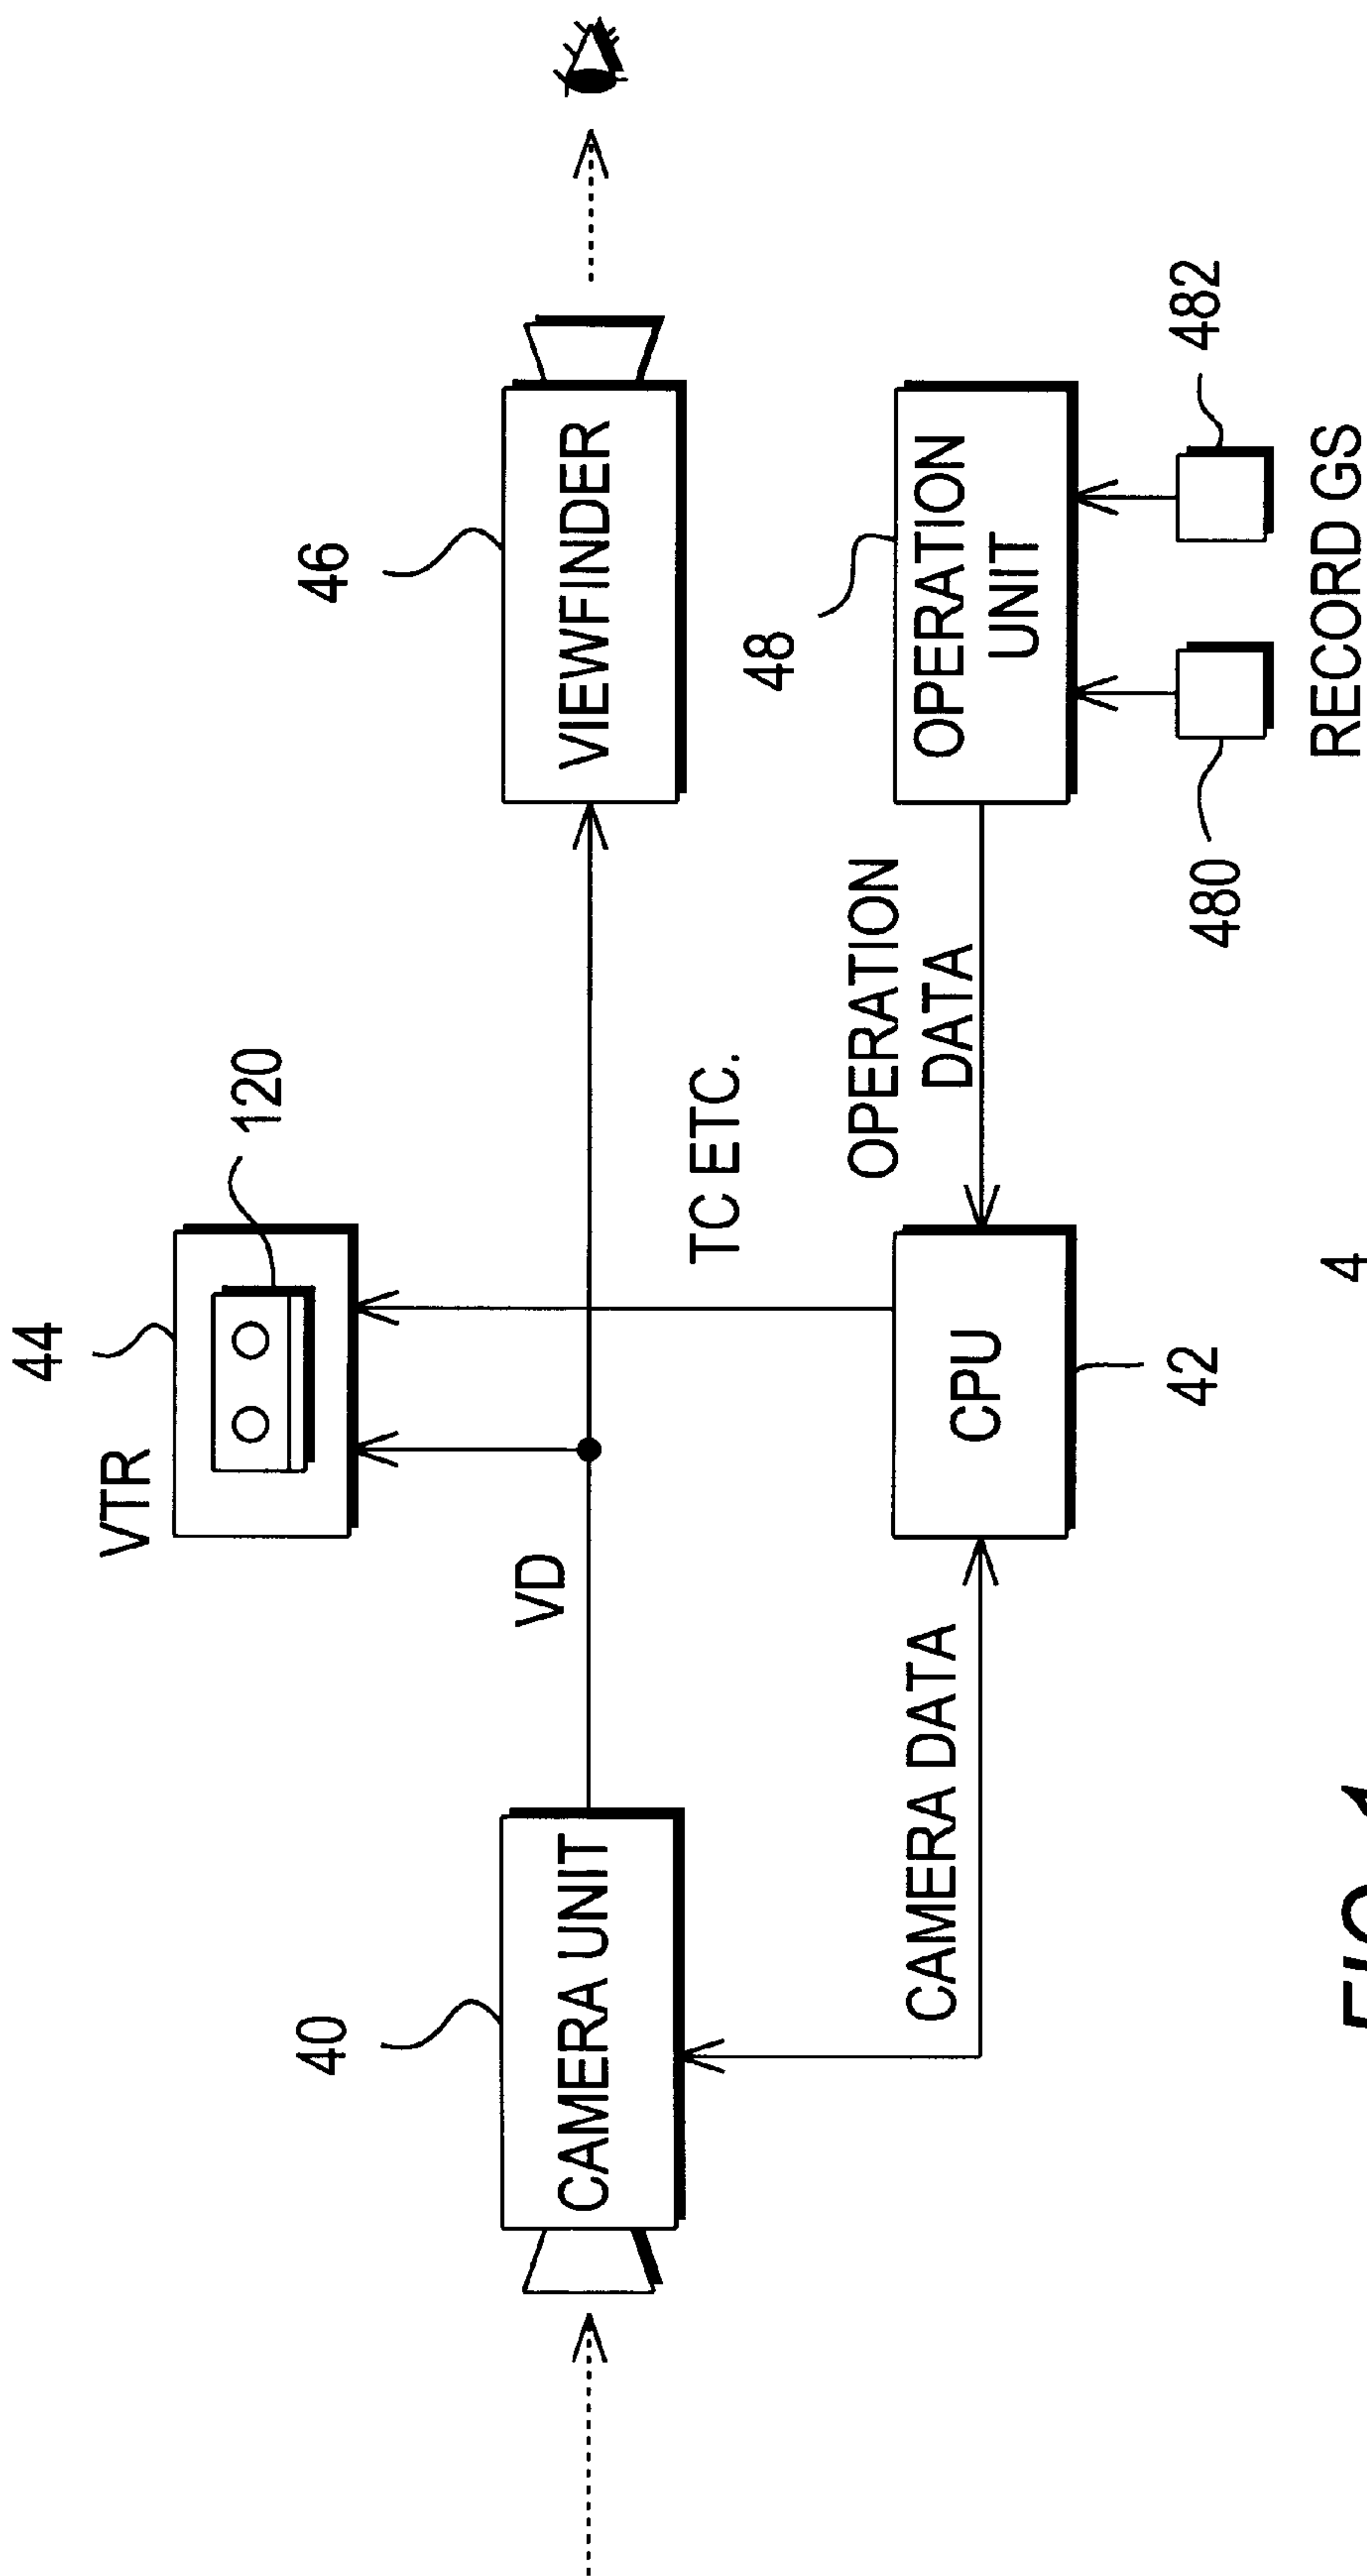 44
VTR
120
46
40
VD
CAMERA UNIT
VIEWFINDER
TC ETC.
48
OPERATION
DATA
OPERATION
UNIT
CAMERA DATA
CPU
42
480
482
RECORD GS
4